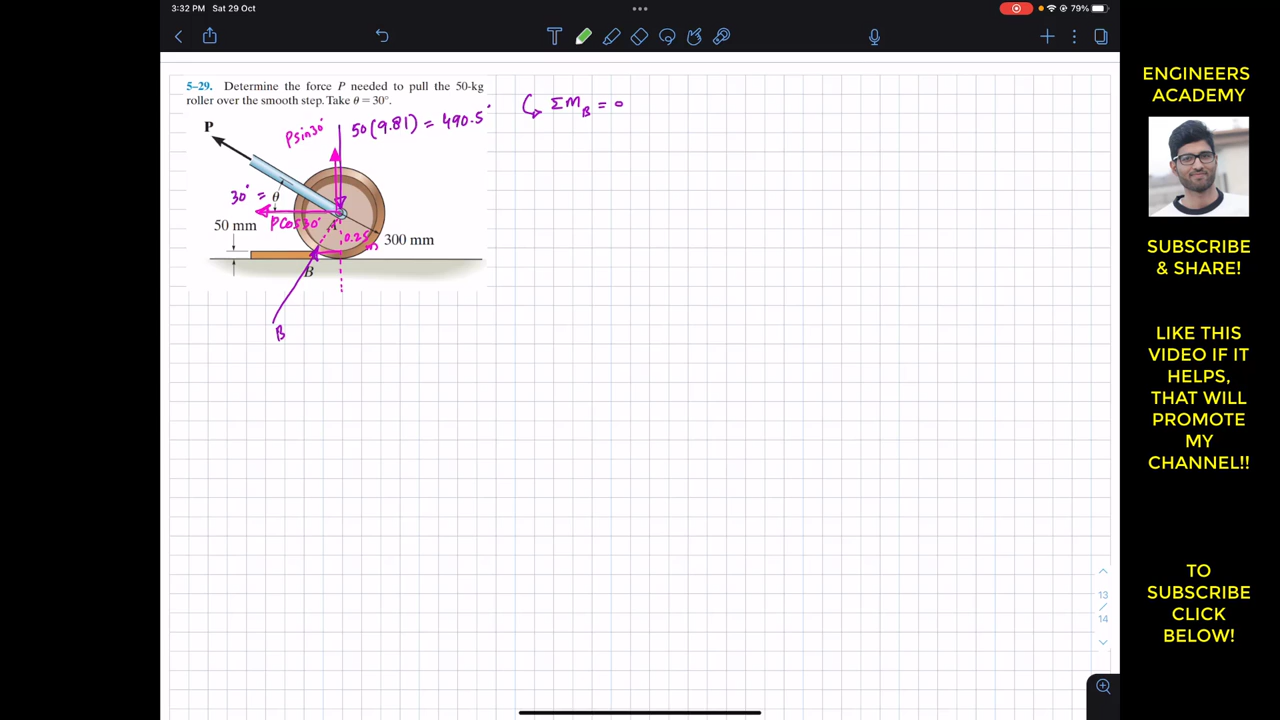 3:32 PM Sat 29 Oct
79%
5–29. Determine the force P needed to pull the 50-kg
roller over the smooth step. Take θ = 30°.
ΣM_B = 0
P
Psin30°
50(9.81) = 490.5
30° = θ
PCos30°
A
50 mm
0.25
300 mm
B
B
13
/
14
ENGINEERS
ACADEMY
SUBSCRIBE
& SHARE!
LIKE THIS
VIDEO IF IT
HELPS,
THAT WILL
PROMOTE
MY
CHANNEL!!
TO
SUBSCRIBE
CLICK
BELOW!